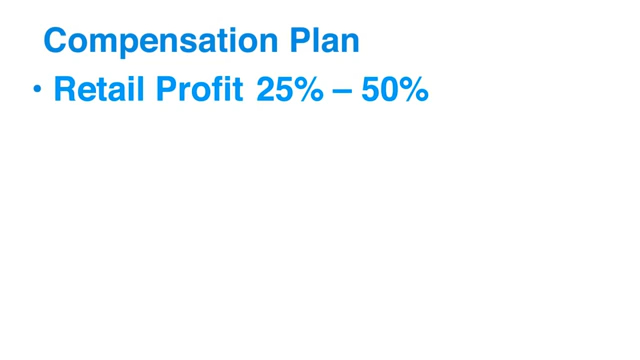 Compensation Plan
• Retail Profit 25% – 50%